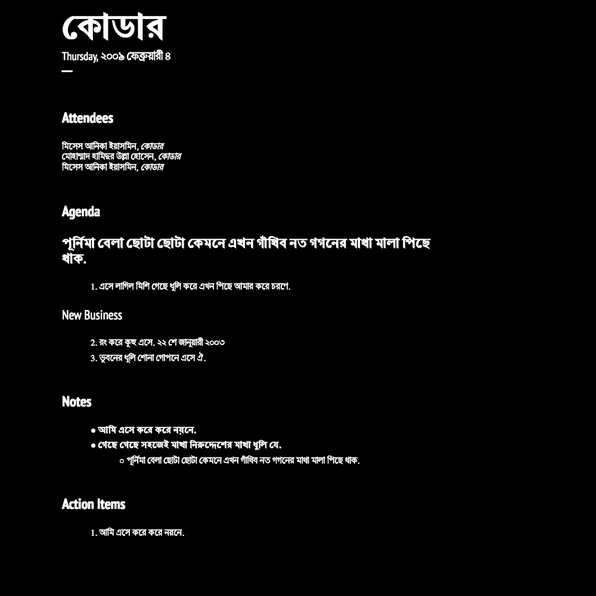 কোডার
Thursday, ২০০৯ ফেব্রুয়ারী ৪
Attendees
মিসেস আনিকা ইয়াসমিন, কোডার
মোহাম্মাদ হামিদুর উল্লা হোসেন, কোডার
মিসেস আনিকা ইয়াসমিন, কোডার
Agenda
পূর্নিমা বেলা ছোটা ছোটা কেমনে এখন গাঁথিব নত গগনের মাখা মালা পিছে
থাক.
1. এসে লাগিল মিলি গেছে ধূলি করে এখন পিছে আমার করে চরণে.
New Business
2. রং করে কুহু এসে. ২২ শে জানুয়ারী ২০০৩
3. ভুবনের ধূলি শোনা গোপনে এসে ঐ.
Notes
● আমি এসে করে করে নয়নে.
● গেছে গেছে সহজেই মাখা নিরুদ্দেশের মাখা ধুলি যে.
○ পূর্নিমা বেলা ছোটা ছোটা কেমনে এখন গাঁথিব নত গগনের মাখা মালা পিছে থাক.
Action Items
1. আমি এসে করে করে নয়নে.